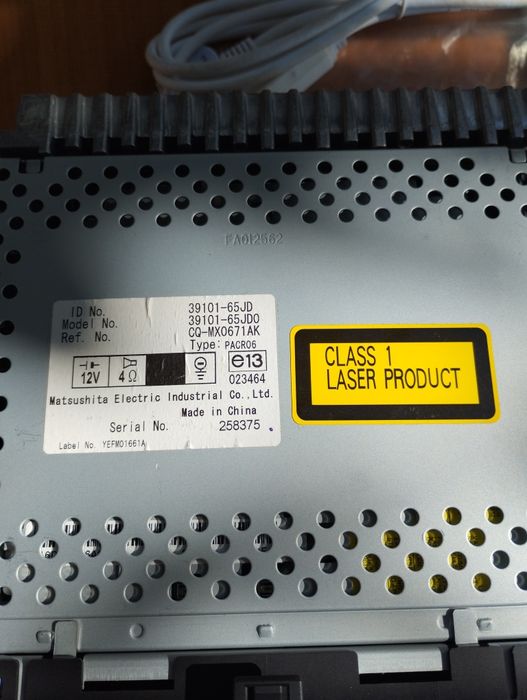 FA012562
ID No. 39101-65JD
Model No. 39101-65JD0
Ref. No. CQ-MX0671AK
Type: PACR06
12V 4 Ω e13
023464
Matsushita Electric Industrial Co., Ltd.
Made in China
Serial No. 258375
Label No. YEFM01661A
CLASS 1
LASER PRODUCT